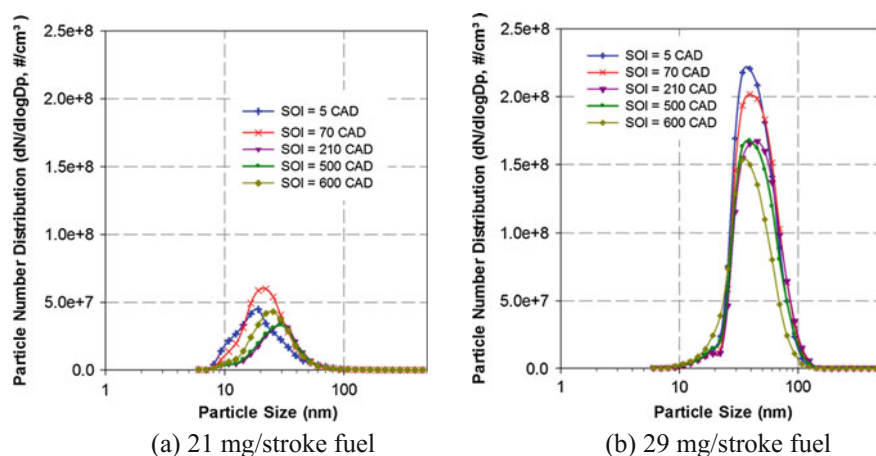 Particle Number Distribution (dN/dlogDp, #/cm³)
2.5e+8
2.0e+8
1.5e+8
1.0e+8
5.0e+7
0.0
SOI = 5 CAD
SOI = 70 CAD
SOI = 210 CAD
SOI = 500 CAD
SOI = 600 CAD
1 10 100
Particle Size (nm)
(a) 21 mg/stroke fuel
Particle Number Distribution (dN/dlogDp, #/cm³)
2.5e+8
2.0e+8
1.5e+8
1.0e+8
5.0e+7
0.0
SOI = 5 CAD
SOI = 70 CAD
SOI = 210 CAD
SOI = 500 CAD
SOI = 600 CAD
1 10 100
Particle Size (nm)
(b) 29 mg/stroke fuel